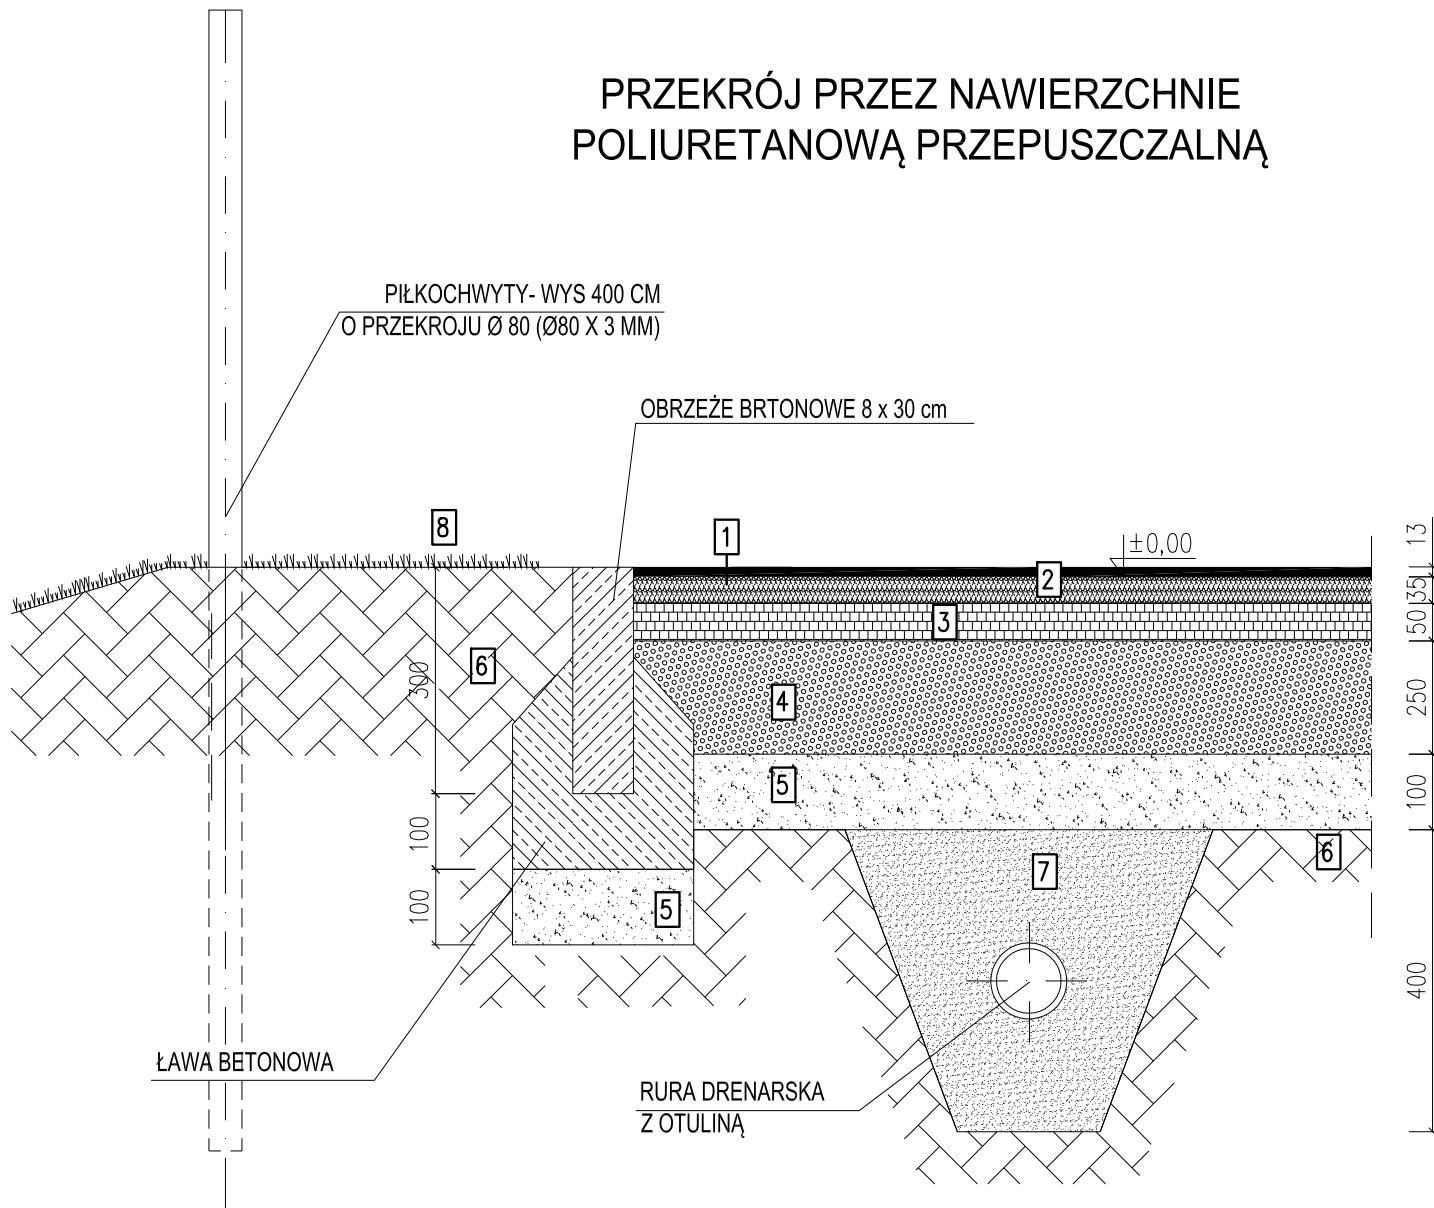 PRZEKRÓJ PRZEZ NAWIERZCHNIE
POLIURETANOWĄ PRZEPUSZCZALNĄ
PIŁKOCHWYTY- WYS 400 CM
O PRZEKROJU Ø 80 (Ø80 X 3 MM)
OBRZEŻE BRTONOWE 8 x 30 cm
8
1
±0,00
13
2
35
3
50
6
300
4
250
5
100
100
6
7
100
5
400
ŁAWA BETONOWA
RURA DRENARSKA
Z OTULINĄ